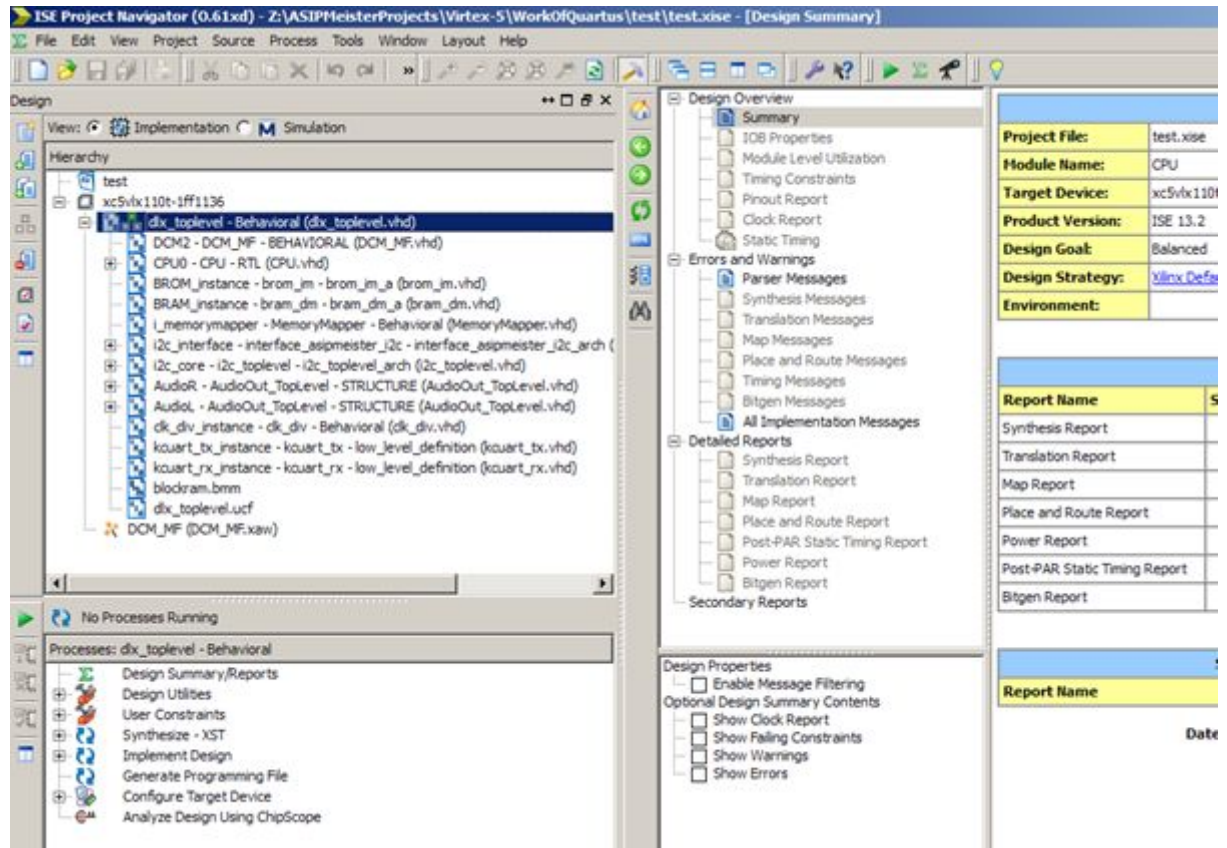 ISE Project Navigator (0.61xd) - Z:\ASIPMeisterProjects\Virtex-5\WorkOfQuartus\test\test.xise - [Design Summary]
File Edit View Project Source Process Tools Window Layout Help
Design
View: Implementation Simulation
Hierarchy
test
xc5vlx110t-1ff1136
dlx_toplevel - Behavioral (dlx_toplevel.vhd)
DCM2 - DCM_MF - BEHAVIORAL (DCM_MF.vhd)
CPU0 - CPU - RTL (CPU.vhd)
BROM_instance - brom_im - brom_im_a (brom_im.vhd)
BRAM_instance - bram_dm - bram_dm_a (bram_dm.vhd)
i_memorymapper - MemoryMapper - Behavioral (MemoryMapper.vhd)
i2c_interface - interface_asipmeister_i2c - interface_asipmeister_i2c_arch (
i2c_core - i2c_toplevel - i2c_toplevel_arch (i2c_toplevel.vhd)
AudioR - AudioOut_TopLevel - STRUCTURE (AudioOut_TopLevel.vhd)
AudioL - AudioOut_TopLevel - STRUCTURE (AudioOut_TopLevel.vhd)
clk_div_instance - clk_div - Behavioral (clk_div.vhd)
kcuart_tx_instance - kcuart_tx - low_level_definition (kcuart_tx.vhd)
kcuart_rx_instance - kcuart_rx - low_level_definition (kcuart_rx.vhd)
blockram.bmm
dlx_toplevel.ucf
DCM_MF (DCM_MF.xaw)
No Processes Running
Processes: dlx_toplevel - Behavioral
Design Summary/Reports
Design Utilities
User Constraints
Synthesize - XST
Implement Design
Generate Programming File
Configure Target Device
Analyze Design Using ChipScope
Design Overview
Summary
IOB Properties
Module Level Utilization
Timing Constraints
Pinout Report
Clock Report
Static Timing
Errors and Warnings
Parser Messages
Synthesis Messages
Translation Messages
Map Messages
Place and Route Messages
Timing Messages
Bitgen Messages
All Implementation Messages
Detailed Reports
Synthesis Report
Translation Report
Map Report
Place and Route Report
Post-PAR Static Timing Report
Power Report
Bitgen Report
Secondary Reports
Design Properties
Enable Message Filtering
Optional Design Summary Contents
Show Clock Report
Show Failing Constraints
Show Warnings
Show Errors
Project File: test.xise
Module Name: CPU
Target Device: xc5vlx110t
Product Version: ISE 13.2
Design Goal: Balanced
Design Strategy: Xilinx Defa
Environment:
Report Name S
Synthesis Report
Translation Report
Map Report
Place and Route Report
Power Report
Post-PAR Static Timing Report
Bitgen Report
S
Report Name
Date